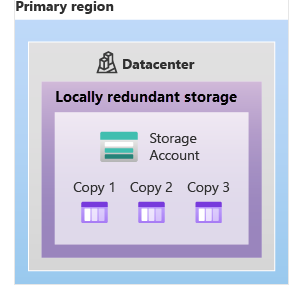 Primary region
Datacenter
Locally redundant storage
Storage
Account
Copy 1 Copy 2 Copy 3